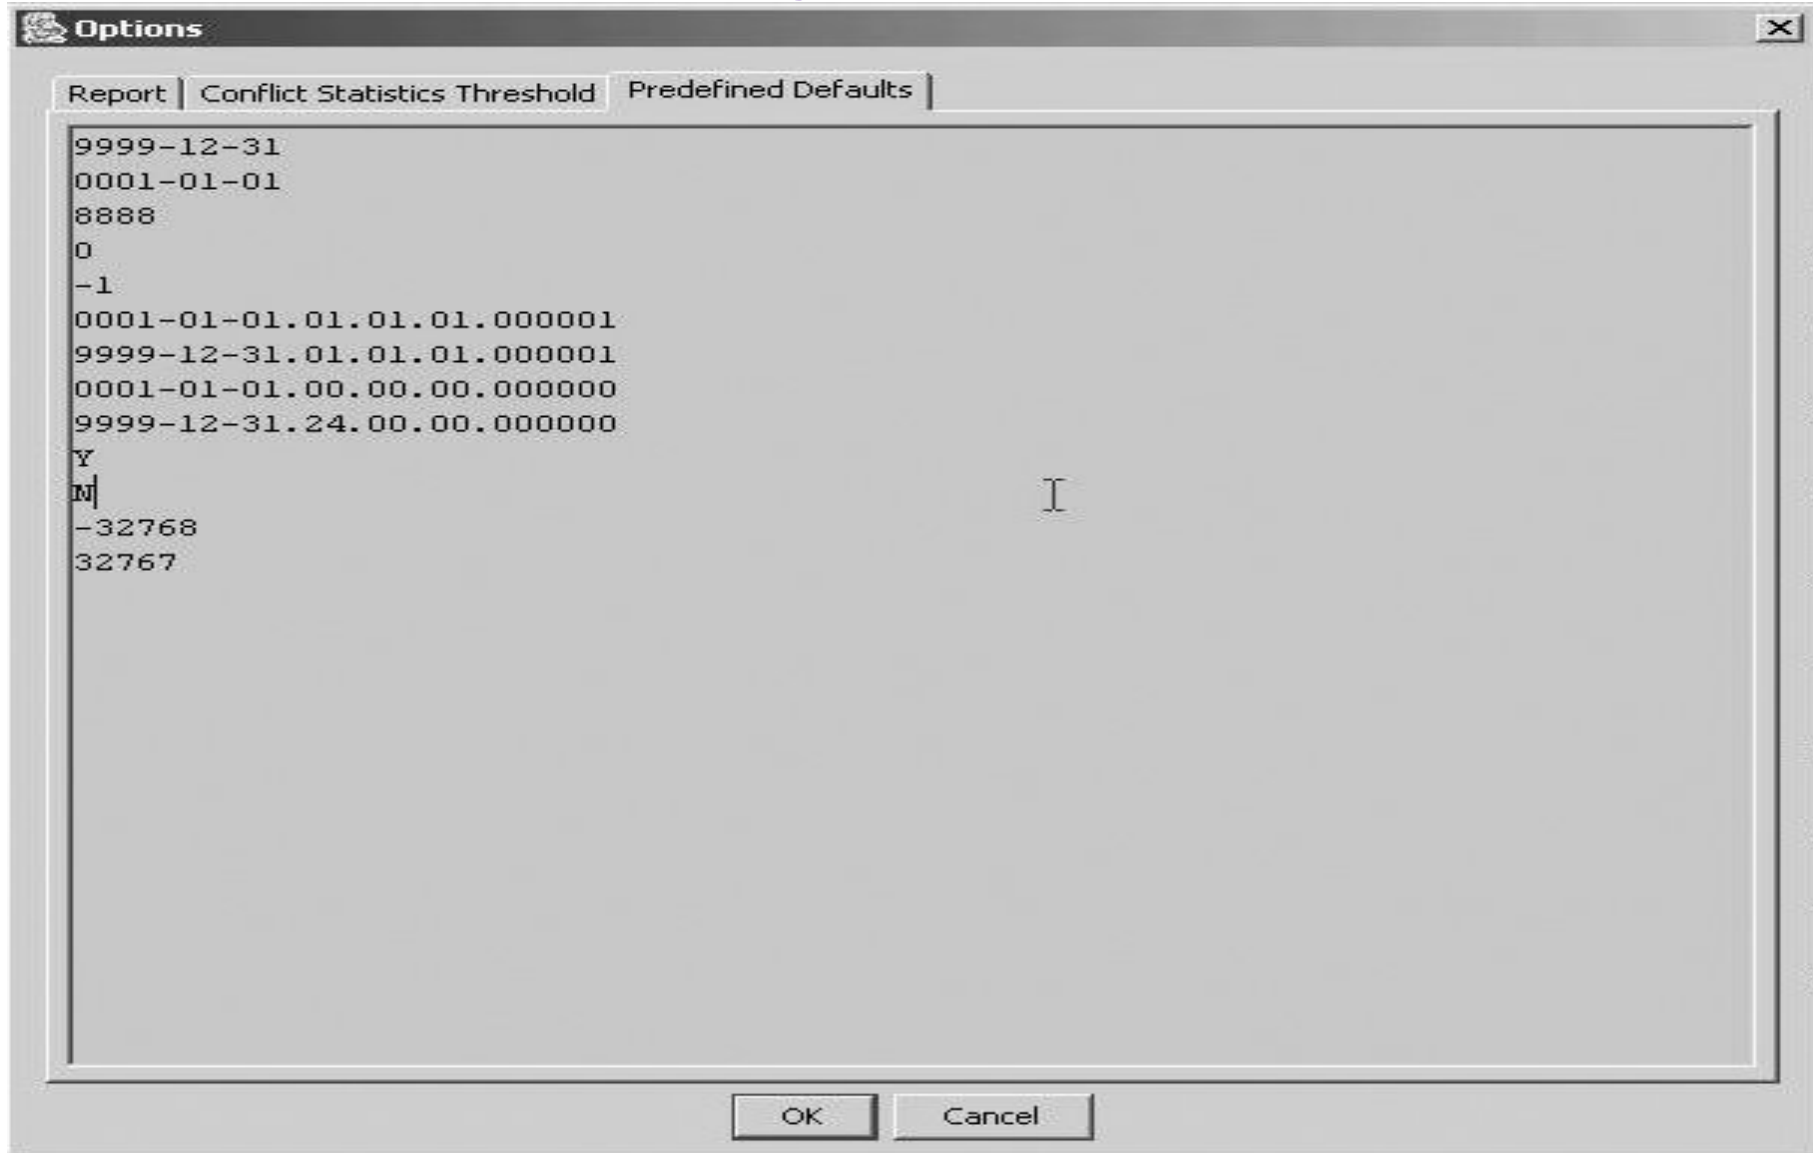 Options
Report
Conflict Statistics Threshold
Predefined Defaults
9999-12-31
0001-01-01
8888
0
-1
0001-01-01.01.01.01.000001
9999-12-31.01.01.01.000001
0001-01-01.00.00.00.000000
9999-12-31.24.00.00.000000
Y
N
-32768
32767
OK
Cancel